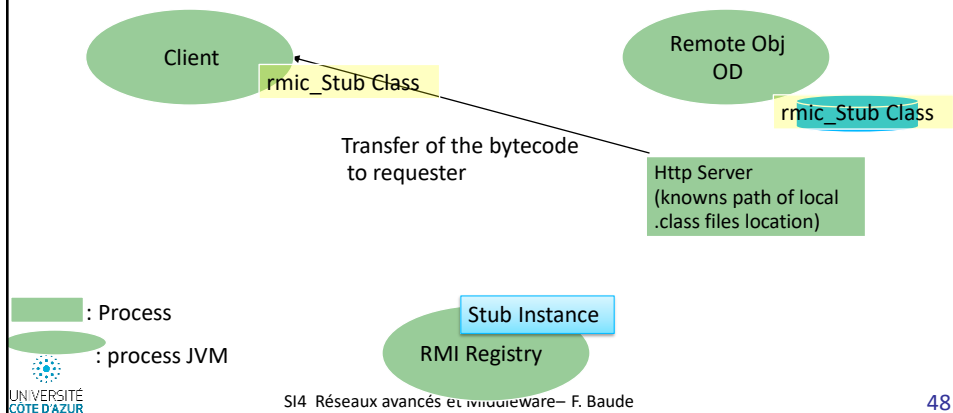 Client
rmic_Stub Class
Remote Obj
OD
rmic_Stub Class
Transfer of the bytecode
to requester
Http Server
(knowns path of local
.class files location)
: Process
: process JVM
Stub Instance
RMI Registry
UNIVERSITÉ
CÔTE D'AZUR
SI4 Réseaux avancés et Middleware– F. Baude
48